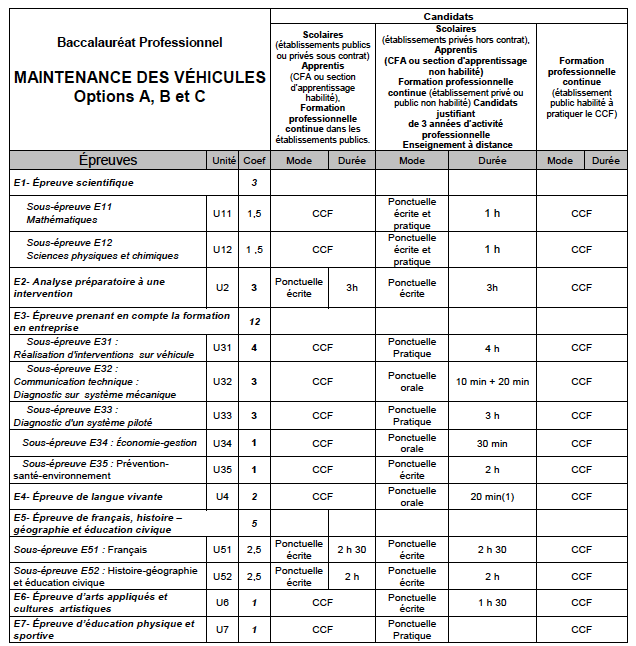 Baccalauréat Professionnel
MAINTENANCE DES VÉHICULES
Options A, B et C
Candidats
Scolaires
(établissements publics
ou privés sous contrat)
Apprentis
(CFA ou section
d'apprentissage
habilité),
Formation
professionnelle
continue dans les
établissements publics.
Scolaires
(établissements privés hors contrat),
Apprentis
(CFA ou section d'apprentissage
non habilité)
Formation professionnelle
continue (établissement privé ou
public non habilité) Candidats
justifiant
de 3 années d'activité
professionnelle
Enseignement à distance
Formation
professionnelle
continue
(établissement
public habilité à
pratiquer le CCF)
Épreuves Unité Coef Mode Durée Mode Durée Mode Durée
E1- Épreuve scientifique 3
Sous-épreuve E11
Mathématiques
U11 1,5 CCF
Ponctuelle
écrite et
pratique
1 h CCF
Sous-épreuve E12
Sciences physiques et chimiques
U12 1 ,5 CCF
Ponctuelle
écrite et
pratique
1 h CCF
E2- Analyse préparatoire à une
intervention
U2 3
Ponctuelle
écrite
3h
Ponctuelle
écrite
3h CCF
E3- Épreuve prenant en compte la formation
en entreprise
12
Sous-épreuve E31 :
Réalisation d'interventions sur véhicule
U31 4 CCF
Ponctuelle
Pratique
4 h CCF
Sous-épreuve E32 :
Communication technique :
Diagnostic sur système mécanique
U32 3 CCF
Ponctuelle
orale
10 min + 20 min CCF
Sous-épreuve E33 :
Diagnostic d'un système piloté
U33 3 CCF
Ponctuelle
Pratique
3 h CCF
Sous-épreuve E34 : Économie-gestion U34 1 CCF
Ponctuelle
orale
30 min CCF
Sous-épreuve E35 : Prévention-
santé-environnement
U35 1 CCF
Ponctuelle
écrite
2 h CCF
E4- Épreuve de langue vivante U4 2 CCF
Ponctuelle
orale
20 min(1) CCF
E5- Épreuve de français, histoire –
géographie et éducation civique
5
Sous-épreuve E51 : Français U51 2,5
Ponctuelle
écrite
2 h 30
Ponctuelle
écrite
2 h 30 CCF
Sous-épreuve E52 : Histoire-géographie
et éducation civique
U52 2,5
Ponctuelle
écrite
2 h
Ponctuelle
écrite
2 h CCF
E6- Épreuve d'arts appliqués et
cultures artistiques
U6 1 CCF
Ponctuelle
écrite
1 h 30 CCF
E7- Épreuve d'éducation physique et
sportive
U7 1 CCF
Ponctuelle
Pratique
CCF